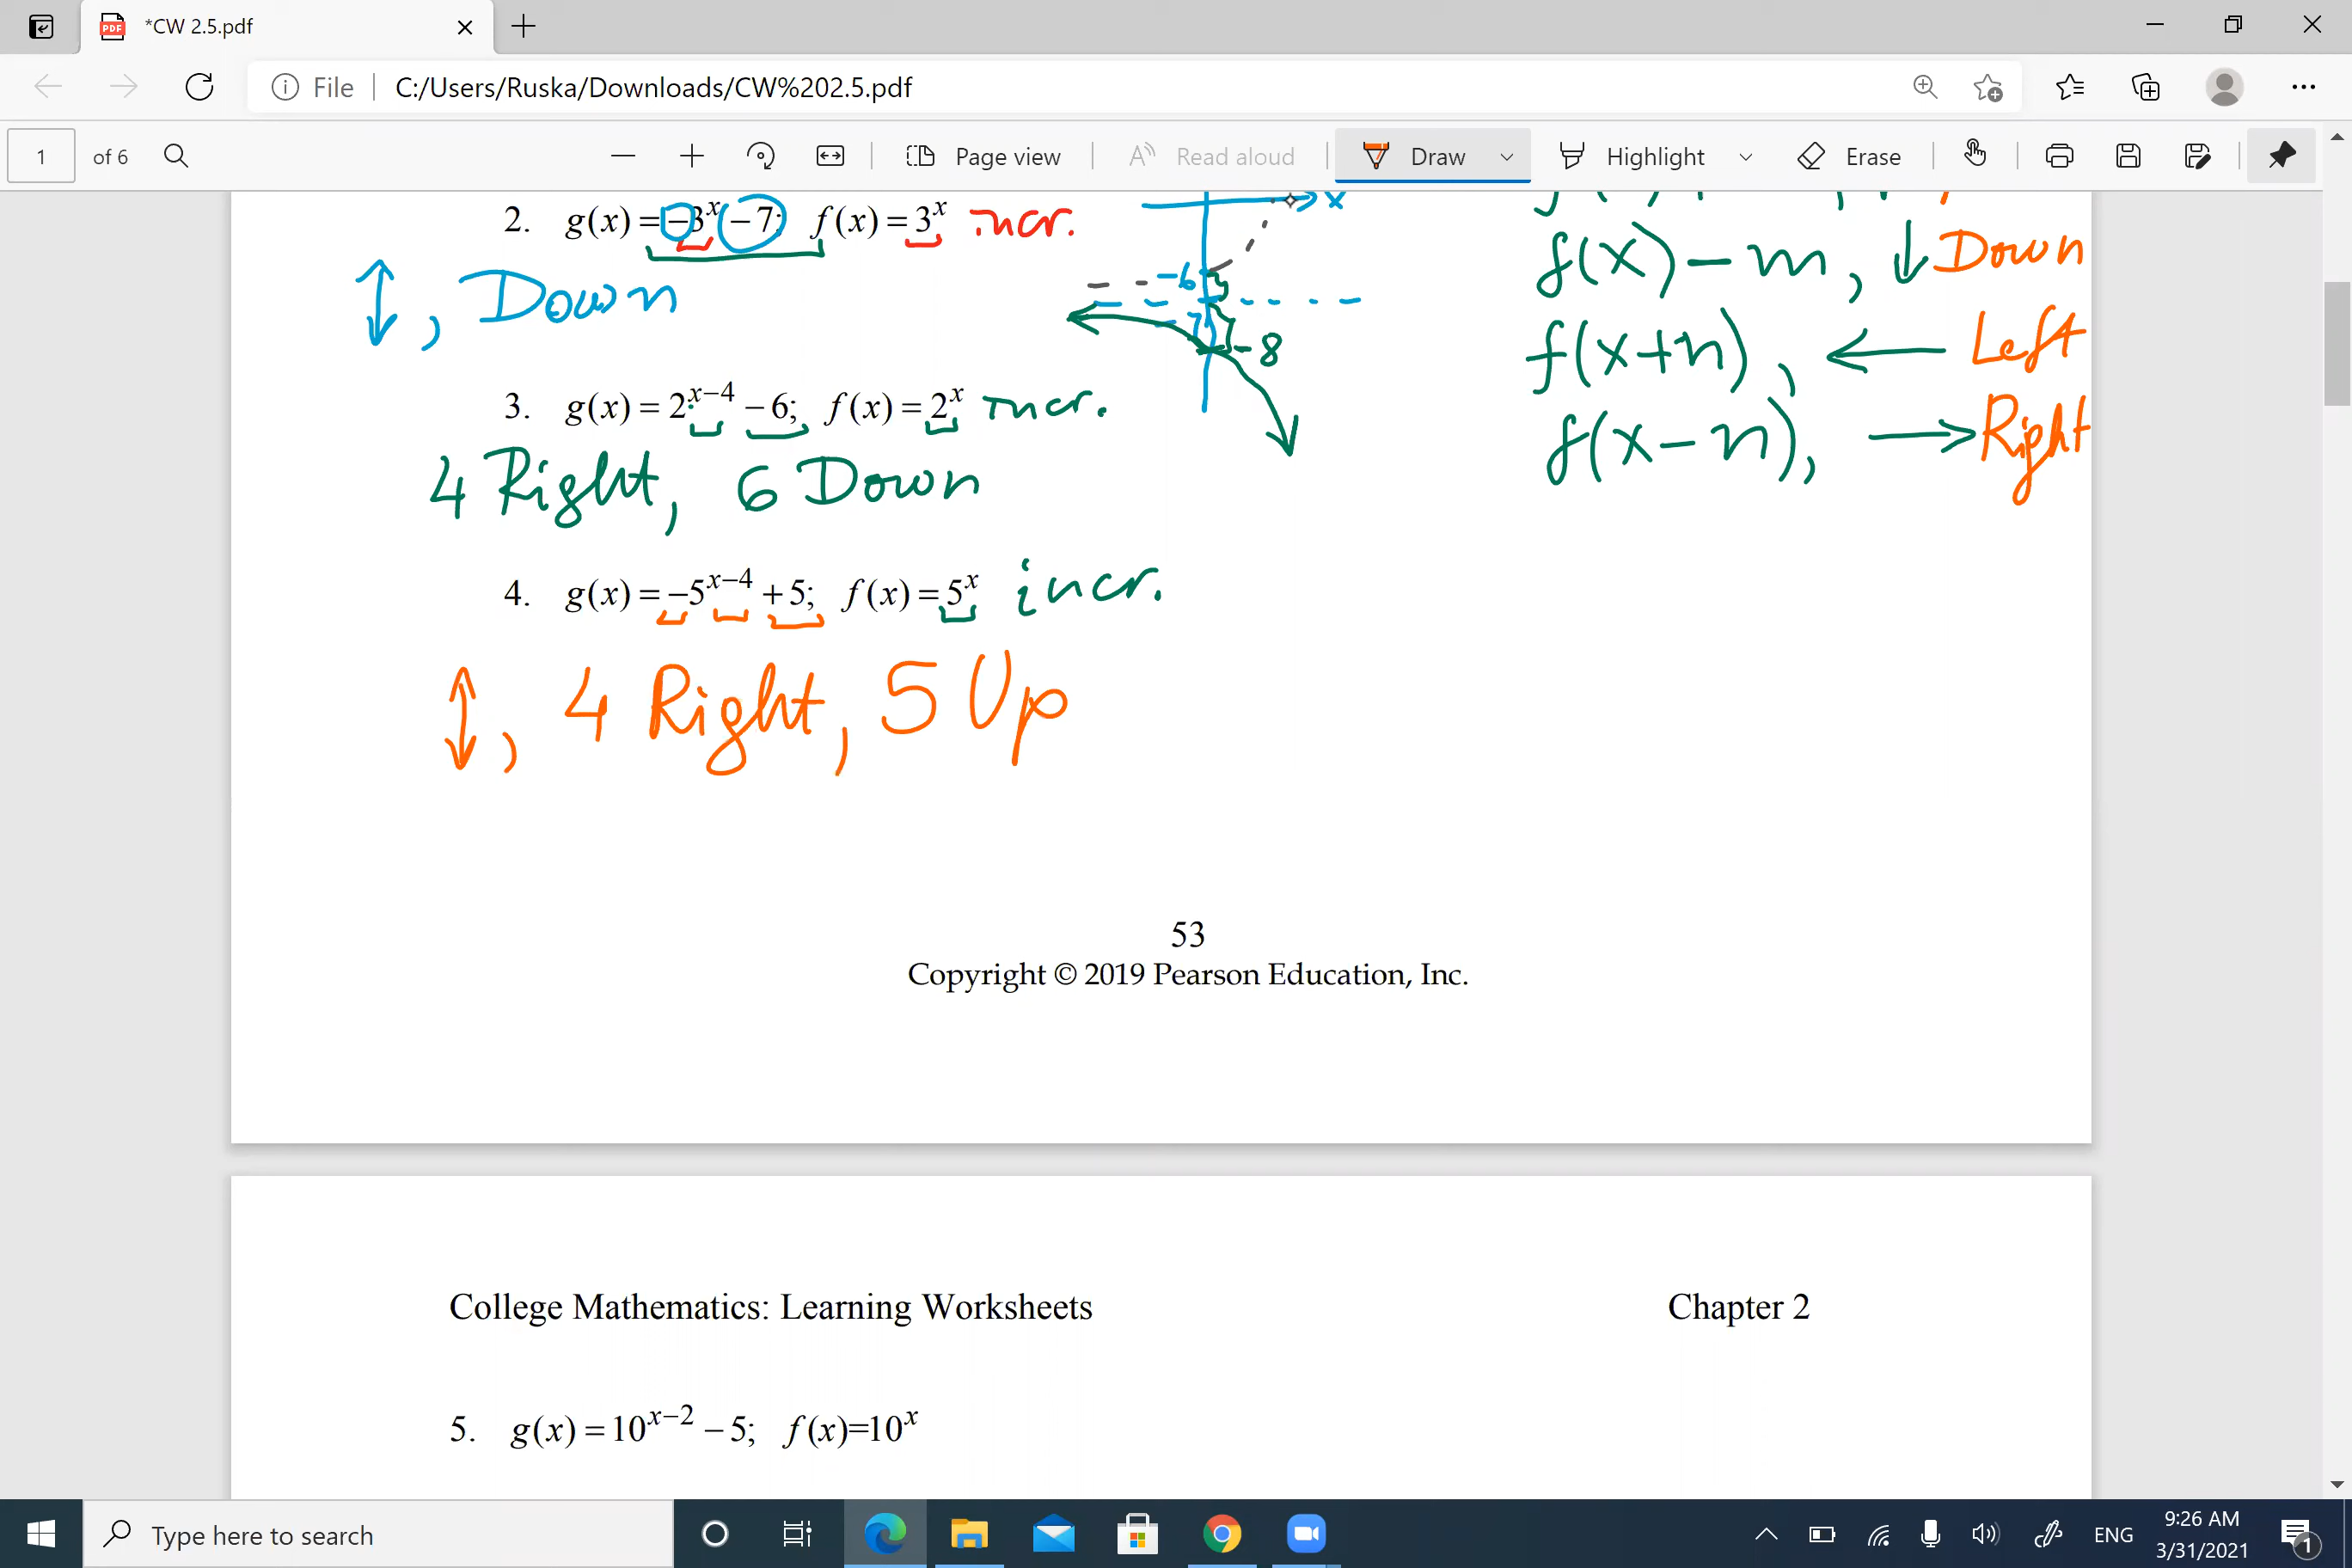 *CW 2.5.pdf
File
C:/Users/Ruska/Downloads/CW%202.5.pdf
1 of 6
Page view
Read aloud
Draw
Highlight
Erase
2. g(x) = −3^x − 7; f(x) = 3^x incr.
x
−6
−7
−8
↕, Down
f(x) − m, ↓ Down
f(x+n), ← Left
f(x−n), → Right
3. g(x) = 2^{x−4} − 6; f(x) = 2^x incr.
4 Right, 6 Down
4. g(x) = −5^{x−4} + 5; f(x) = 5^x incr.
↕, 4 Right, 5 Up
53
Copyright © 2019 Pearson Education, Inc.
College Mathematics: Learning Worksheets
Chapter 2
5. g(x) = 10^{x−2} − 5; f(x)=10^x
Type here to search
ENG
9:26 AM
3/31/2021
1